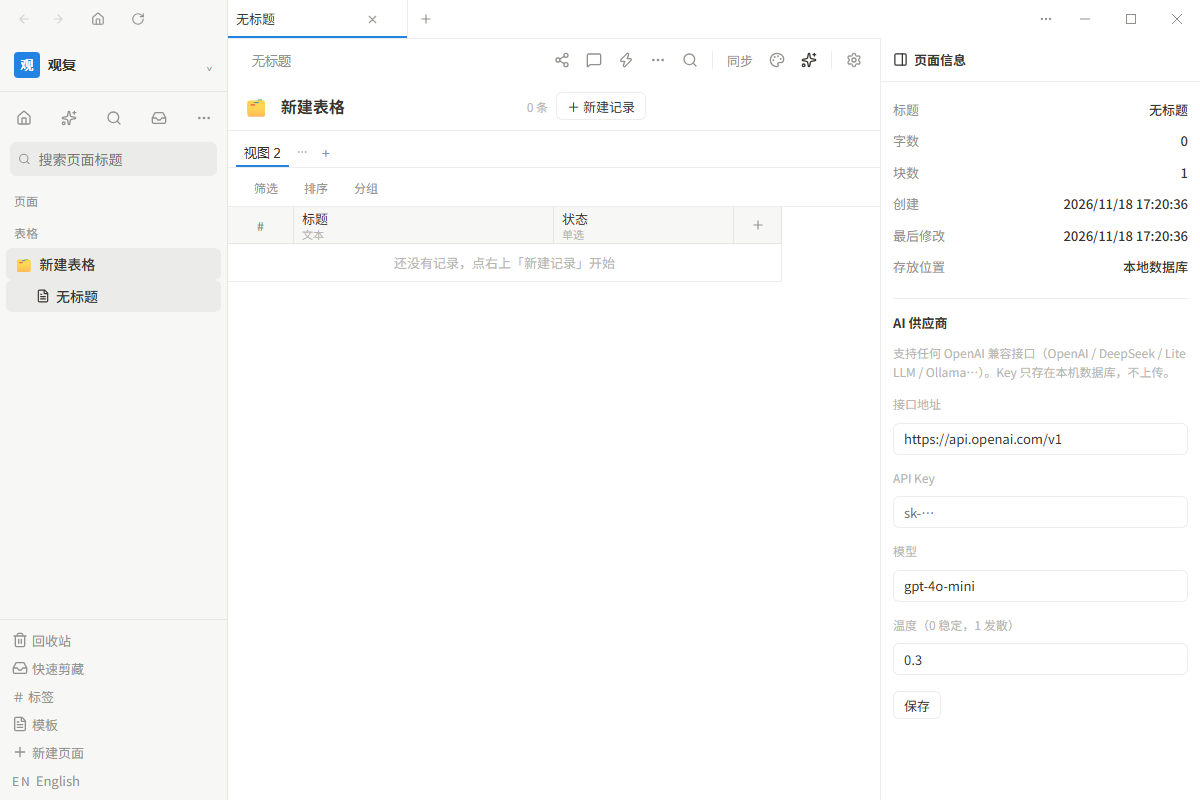 无标题
观
观复
搜索页面标题
页面
表格
新建表格
无标题
回收站
快速剪藏
# 标签
模板
新建页面
EN English
无标题
同步
新建表格
0 条
+ 新建记录
视图 2
筛选
排序
分组
#
标题
文本
状态
单选
还没有记录，点右上「新建记录」开始
页面信息
标题 无标题
字数 0
块数 1
创建 2026/11/18 17:20:36
最后修改 2026/11/18 17:20:36
存放位置 本地数据库
AI 供应商
支持任何 OpenAI 兼容接口（OpenAI / DeepSeek / Lite
LLM / Ollama…）。Key 只存在本机数据库，不上传。
接口地址
https://api.openai.com/v1
API Key
sk-…
模型
gpt-4o-mini
温度（0 稳定，1 发散）
0.3
保存